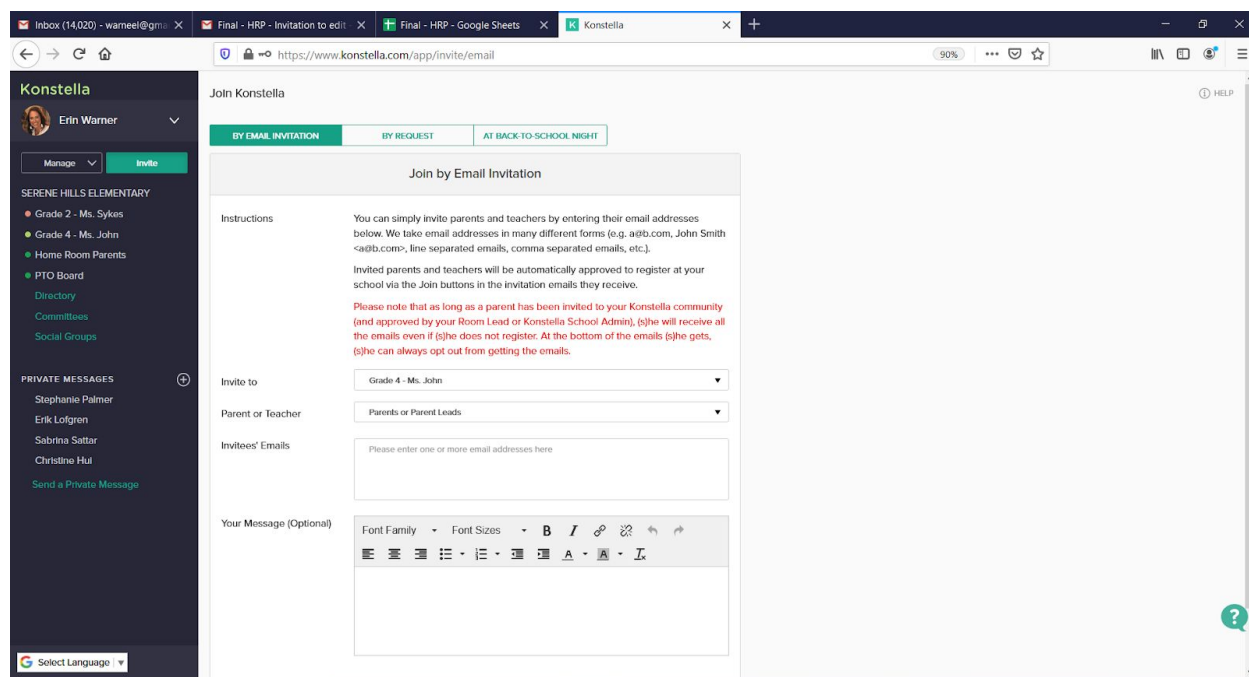 Inbox (14,020) - warneel@gma
Final - HRP - Invitation to edit
Final - HRP - Google Sheets
Konstella
https://www.konstella.com/app/invite/email
90%
Konstella
Erin Warner
Manage
Invite
SERENE HILLS ELEMENTARY
Grade 2 - Ms. Sykes
Grade 4 - Ms. John
Home Room Parents
PTO Board
Directory
Committees
Social Groups
PRIVATE MESSAGES
Stephanie Palmer
Erik Lofgren
Sabrina Sattar
Christine Hui
Send a Private Message
Select Language
Join Konstella
HELP
BY EMAIL INVITATION
BY REQUEST
AT BACK-TO-SCHOOL NIGHT
Join by Email Invitation
Instructions
You can simply invite parents and teachers by entering their email addresses
below. We take email addresses in many different forms (e.g. a@b.com, John Smith
<a@b.com>, line separated emails, comma separated emails, etc.).
Invited parents and teachers will be automatically approved to register at your
school via the Join buttons in the invitation emails they receive.
Please note that as long as a parent has been invited to your Konstella community
(and approved by your Room Lead or Konstella School Admin), (s)he will receive all
the emails even if (s)he does not register. At the bottom of the emails (s)he gets,
(s)he can always opt out from getting the emails.
Invite to
Grade 4 - Ms. John
Parent or Teacher
Parents or Parent Leads
Invitees' Emails
Please enter one or more email addresses here
Your Message (Optional)
Font Family
Font Sizes
B
I
A
A
?